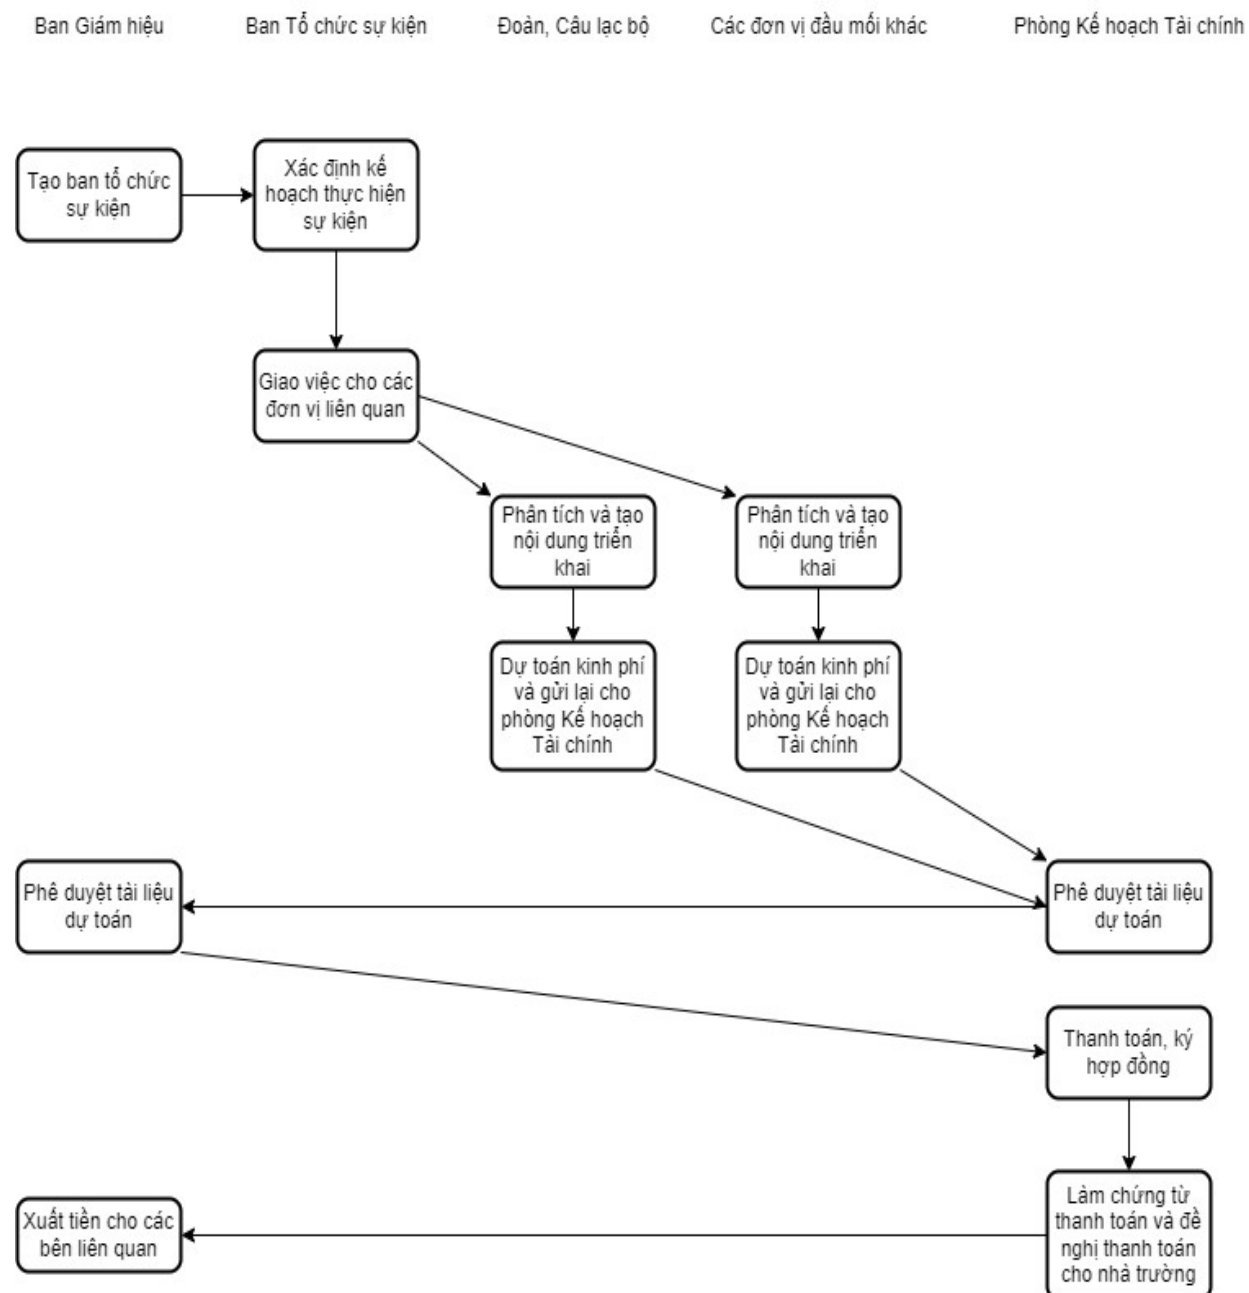 Ban Giám hiệu
Ban Tổ chức sự kiện
Đoàn, Câu lạc bộ
Các đơn vị đầu mối khác
Phòng Kế hoạch Tài chính
Tạo ban tổ chức
sự kiện
Xác định kế
hoạch thực hiện
sự kiện
Giao việc cho các
đơn vị liên quan
Phân tích và tạo
nội dung triển
khai
Phân tích và tạo
nội dung triển
khai
Dự toán kinh phí
và gửi lại cho
phòng Kế hoạch
Tài chính
Dự toán kinh phí
và gửi lại cho
phòng Kế hoạch
Tài chính
Phê duyệt tài liệu
dự toán
Phê duyệt tài liệu
dự toán
Thanh toán, ký
hợp đồng
Xuất tiền cho các
bên liên quan
Làm chứng từ
thanh toán và đề
nghị thanh toán
cho nhà trường